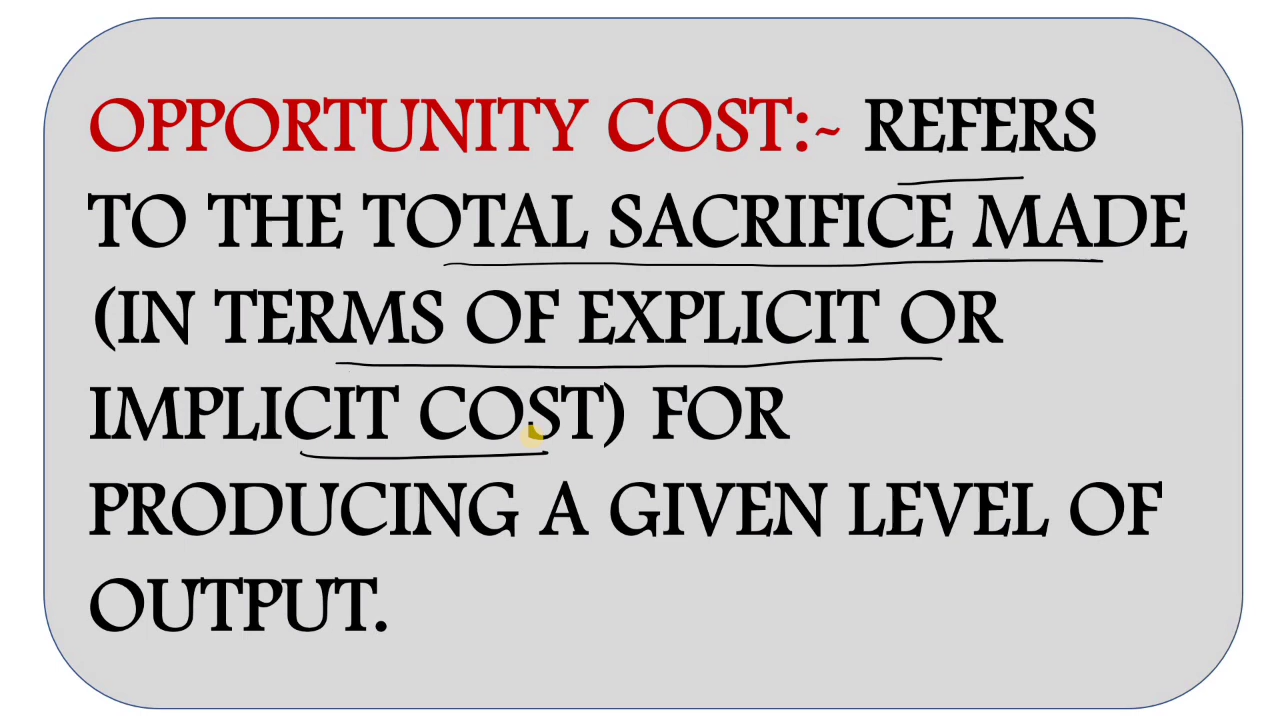 OPPORTUNITY COST:~ REFERS
TO THE TOTAL SACRIFICE MADE
(IN TERMS OF EXPLICIT OR
IMPLICIT COST) FOR
PRODUCING A GIVEN LEVEL OF
OUTPUT.